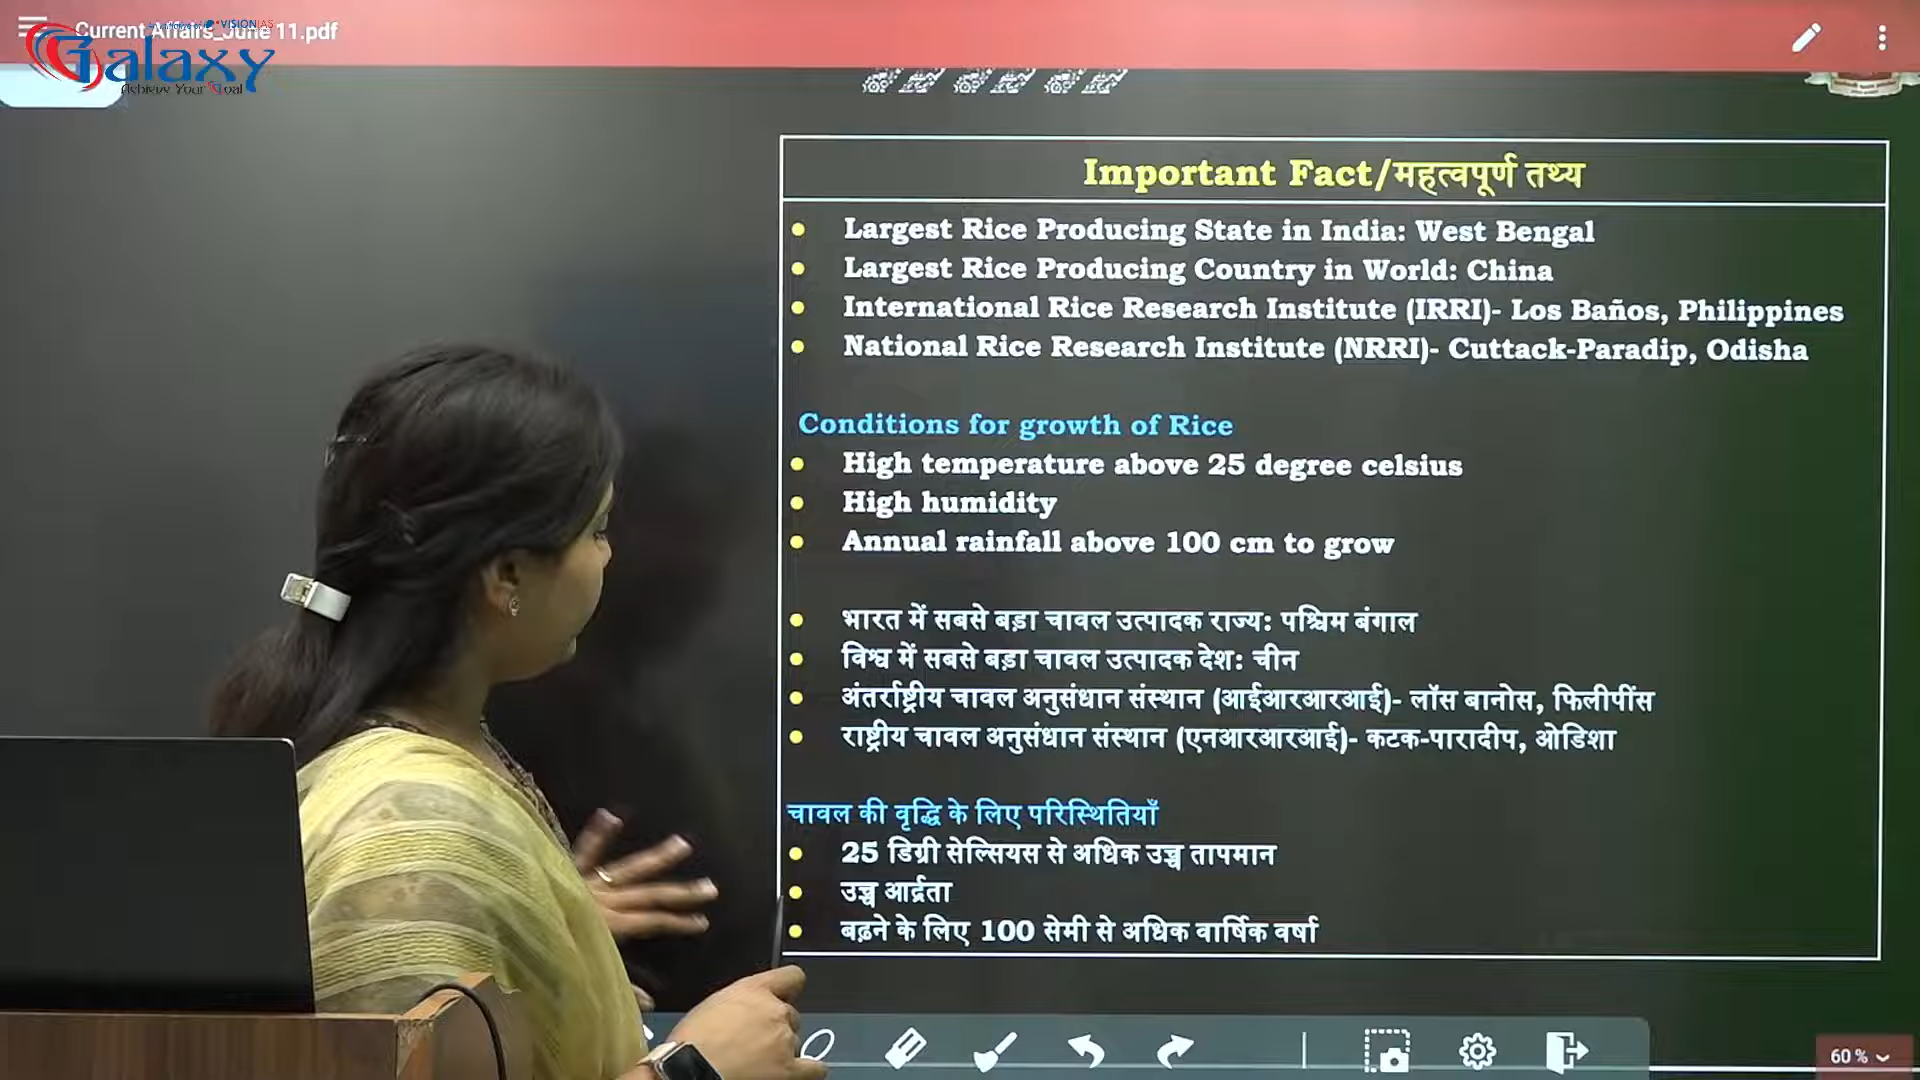 Current Affairs_June 11.pdf
VISIONIAS
Galaxy
Achieve Your Goal
Important Fact/महत्वपूर्ण तथ्य
Largest Rice Producing State in India: West Bengal
Largest Rice Producing Country in World: China
International Rice Research Institute (IRRI)- Los Baños, Philippines
National Rice Research Institute (NRRI)- Cuttack-Paradip, Odisha
Conditions for growth of Rice
High temperature above 25 degree celsius
High humidity
Annual rainfall above 100 cm to grow
भारत में सबसे बड़ा चावल उत्पादक राज्य: पश्चिम बंगाल
विश्व में सबसे बड़ा चावल उत्पादक देश: चीन
अंतर्राष्ट्रीय चावल अनुसंधान संस्थान (आईआरआरआई)- लॉस बानोस, फिलीपींस
राष्ट्रीय चावल अनुसंधान संस्थान (एनआरआरआई)- कटक-पारादीप, ओडिशा
चावल की वृद्धि के लिए परिस्थितियाँ
25 डिग्री सेल्सियस से अधिक उच्च तापमान
उच्च आर्द्रता
बढ़ने के लिए 100 सेमी से अधिक वार्षिक वर्षा
60 %